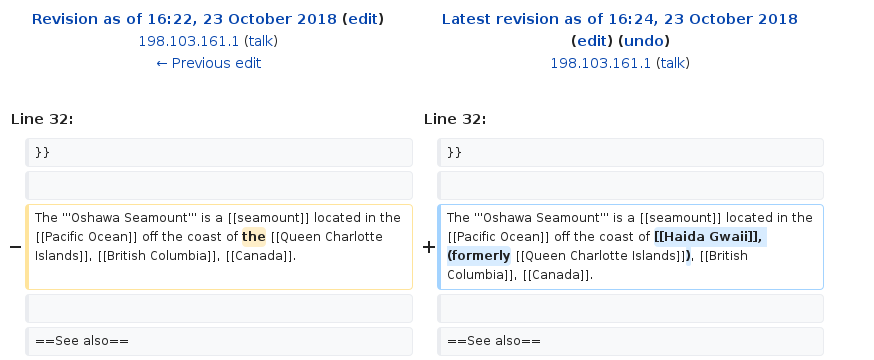 Revision as of 16:22, 23 October 2018 (edit)
198.103.161.1 (talk)
← Previous edit
Latest revision as of 16:24, 23 October 2018
(edit) (undo)
198.103.161.1 (talk)
Line 32:
Line 32:
}}
}}
− The '''Oshawa Seamount''' is a [[seamount]] located in the
[[Pacific Ocean]] off the coast of the [[Queen Charlotte
Islands]], [[British Columbia]], [[Canada]].
+ The '''Oshawa Seamount''' is a [[seamount]] located in the
[[Pacific Ocean]] off the coast of [[Haida Gwaii]],
(formerly [[Queen Charlotte Islands]]), [[British
Columbia]], [[Canada]].
==See also==
==See also==